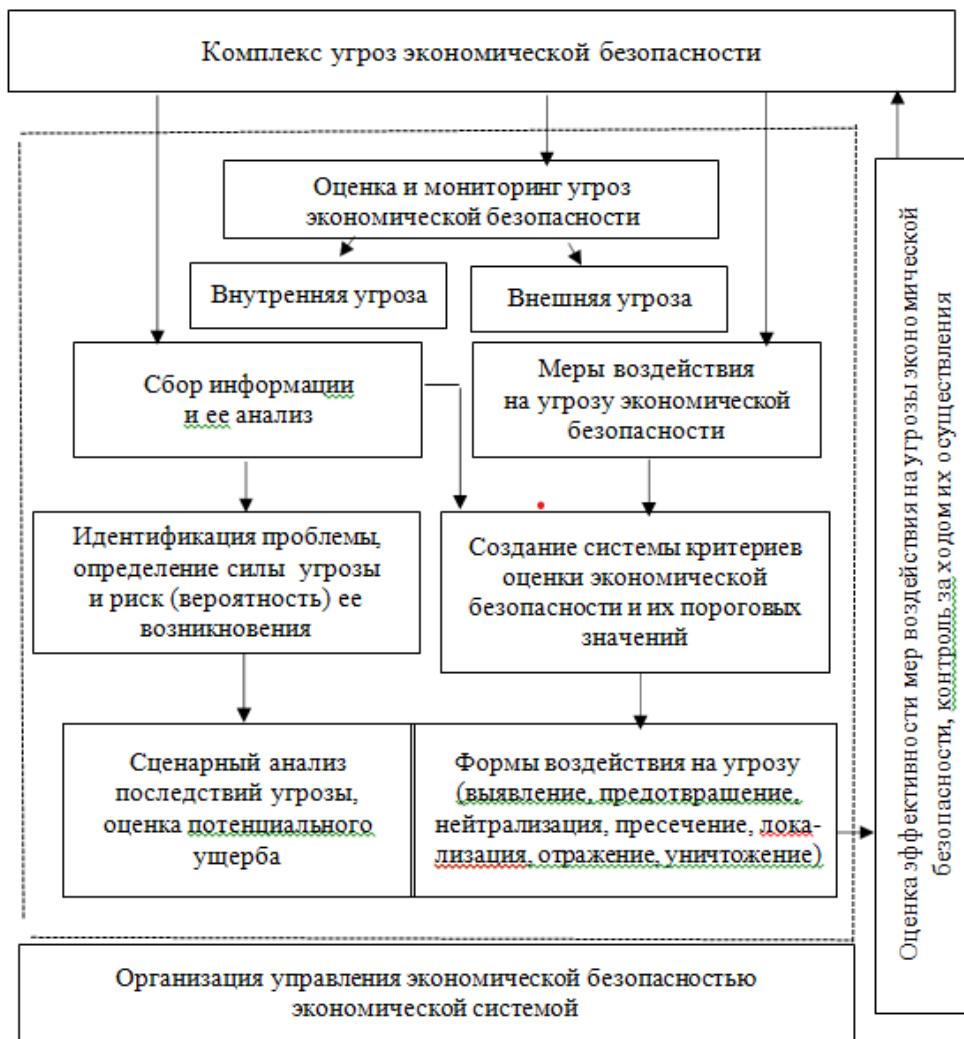 Комплекс угроз экономической безопасности
Оценка и мониторинг угроз
экономической безопасности
Внутренняя угроза
Внешняя угроза
Сбор информации
и ее анализ
Меры воздействия
на угрозу экономической
безопасности
Идентификация проблемы,
определение силы угрозы
и риск (вероятность) ее
возникновения
Создание системы критериев
оценки экономической
безопасности и их пороговых
значений
Сценарный анализ
последствий угрозы,
оценка потенциального
ущерба
Формы воздействия на угрозу
(выявление, предотвращение,
нейтрализация, пресечение, лока-
лизация, отражение, уничтожение)
Оценка эффективности мер воздействия на угрозы экономической
безопасности, контроль за ходом их осуществления
Организация управления экономической безопасностью
экономической системой